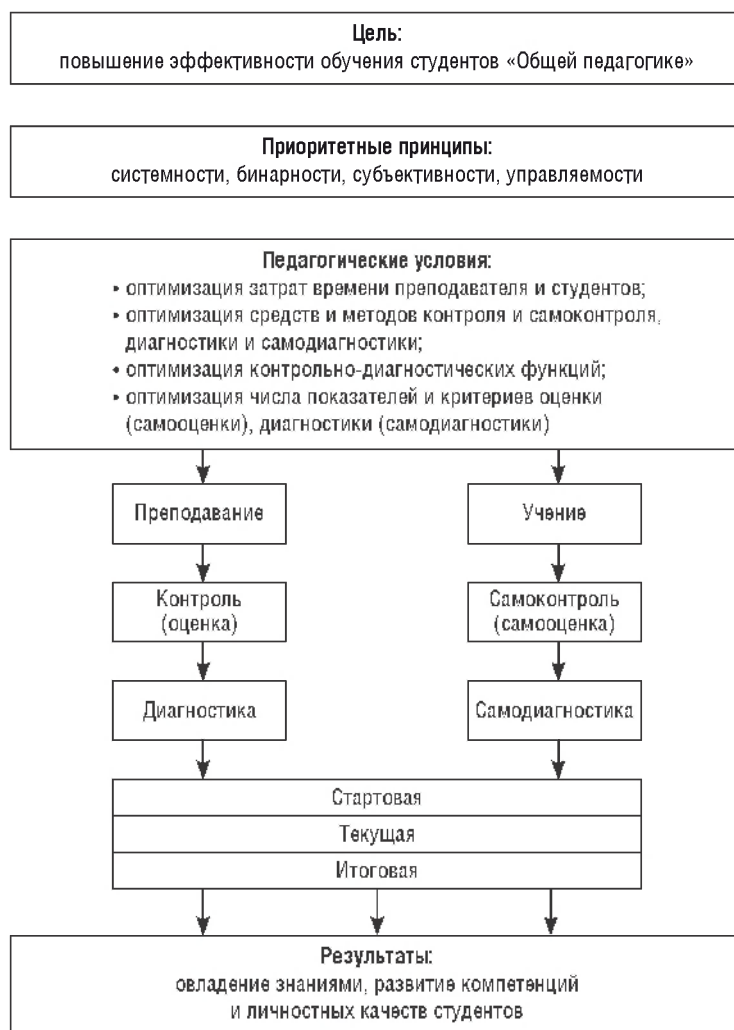 Цель:
повышение эффективности обучения студентов «Общей педагогике»
Приоритетные принципы:
системности, бинарности, субъективности, управляемости
Педагогические условия:
• оптимизация затрат времени преподавателя и студентов;
• оптимизация средств и методов контроля и самоконтроля,
диагностики и самодиагностики;
• оптимизация контрольно-диагностических функций;
• оптимизация числа показателей и критериев оценки
(самооценки), диагностики (самодиагностики)
Преподавание
Учение
Контроль
(оценка)
Самоконтроль
(самооценка)
Диагностика
Самодиагностика
Стартовая
Текущая
Итоговая
Результаты:
овладение знаниями, развитие компетенций
и личностных качеств студентов